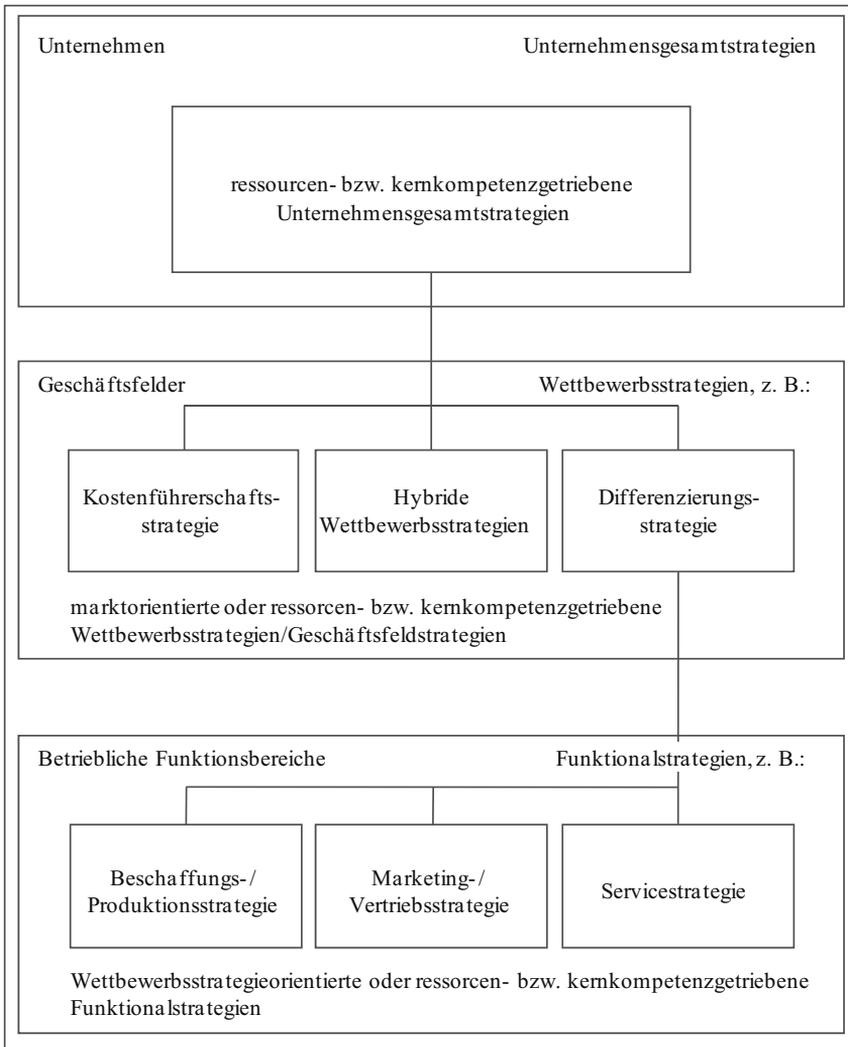 Unternehmen
Unternehmensgesamtstrategien
ressourcen- bzw. kernkompetenzgetriebene
Unternehmensgesamtstrategien
Geschäftsfelder
Wettbewerbsstrategien, z. B.:
Kostenführerschafts-
strategie
Hybride
Wettbewerbsstrategien
Differenzierungs-
strategie
marktorientierte oder ressorcen- bzw. kernkompetenzgetriebene
Wettbewerbsstrategien/Geschäftsfeldstrategien
Betriebliche Funktionsbereiche
Funktionalstrategien, z. B.:
Beschaffungs-/
Produktionsstrategie
Marketing-/
Vertriebsstrategie
Servicestrategie
Wettbewerbsstrategieorientierte oder ressorcen- bzw. kernkompetenzgetriebene
Funktionalstrategien